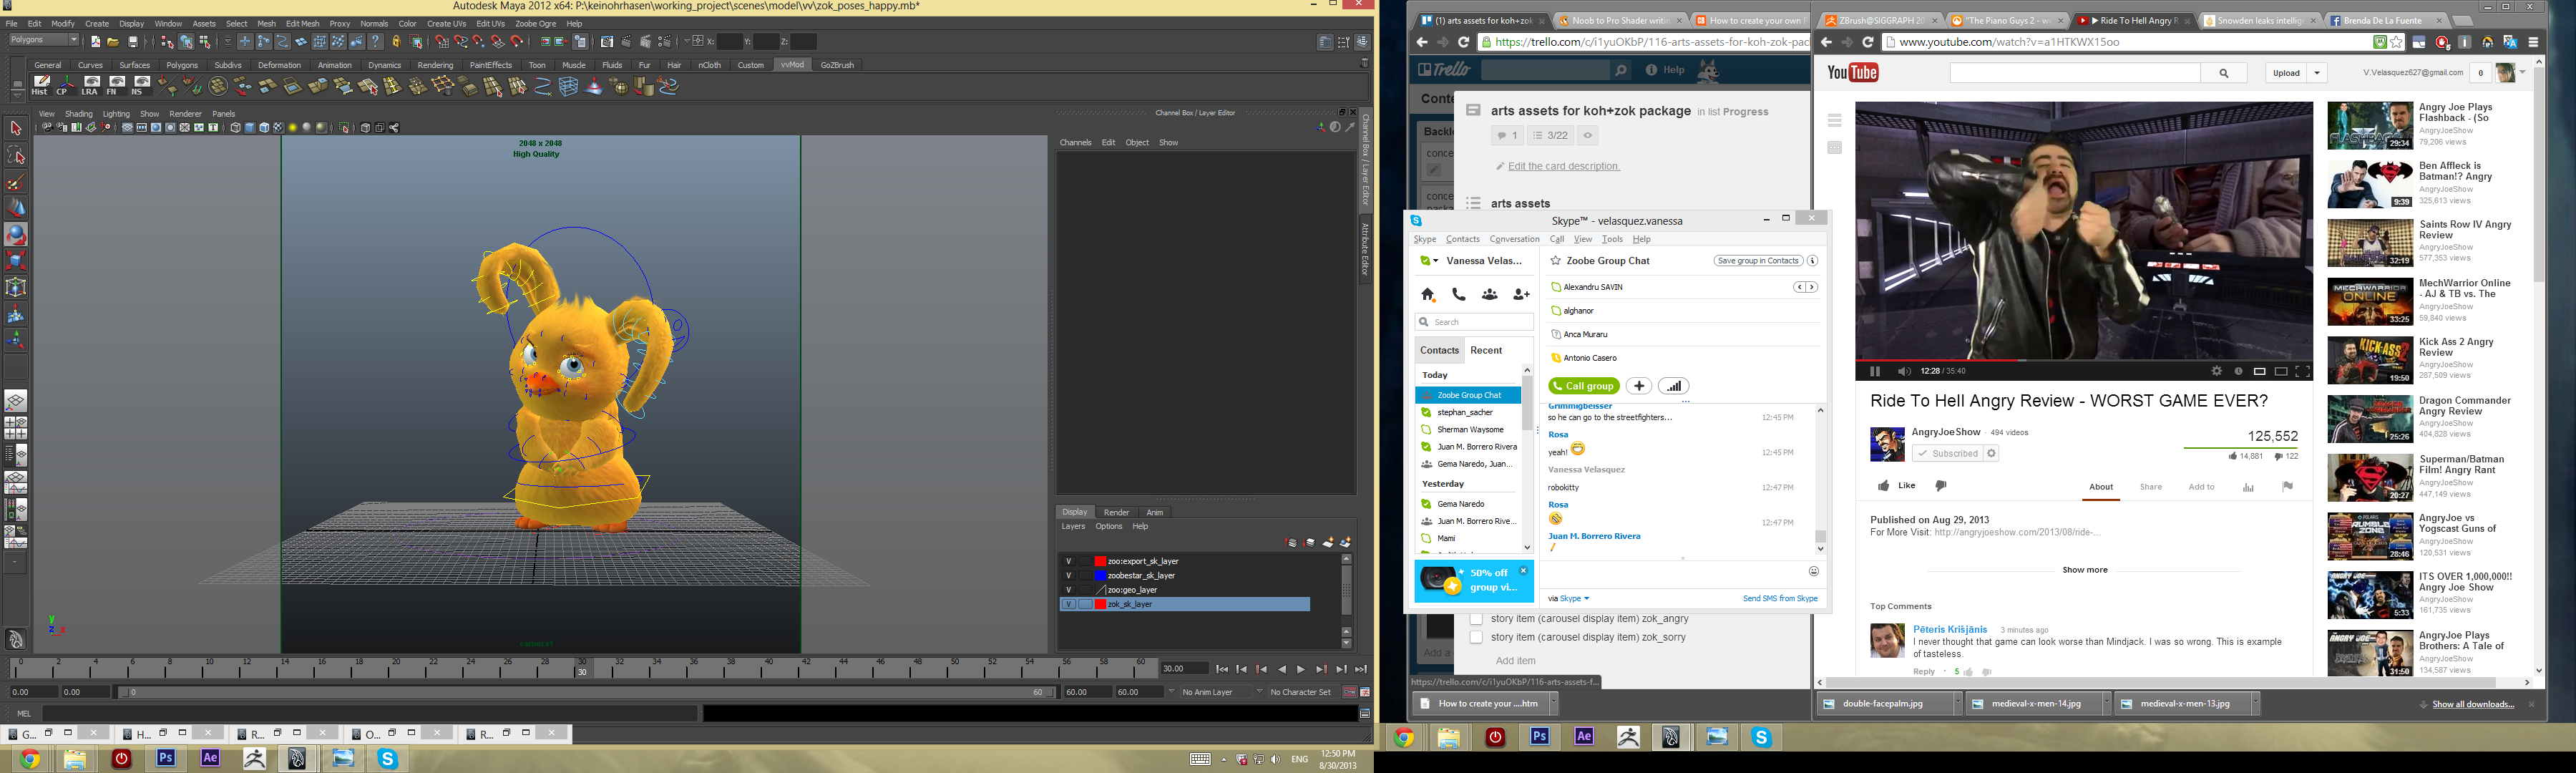 Autodesk Maya 2012 x64: P:\keinohrhasen\working_project\scenes\model\vv\zok_poses_happy.mb*
File Edit Modify Create Display Window Assets Select Mesh Edit Mesh Proxy Normals Color Create UVs Edit UVs Zoobe Ogre Help
Polygons X: Y: Z:
General Curves Surfaces Polygons Subdivs Deformation Animation Dynamics Rendering PaintEffects Toon Muscle Fluids Fur Hair nCloth Custom vvMod GoZBrush
Hist CP LRA FN NS
View Shading Lighting Show Renderer Panels
2048 x 2048
High Quality
camera1
Channel Box / Layer Editor
Channels Edit Object Show
Channel Box / Layer Editor
Attribute Editor
Display Render Anim
Layers Options Help
V zoo:export_sk_layer
V zoobestar_sk_layer
V zoo:geo_layer
V zok_sk_layer
0 2 4 6 8 10 12 14 16 18 20 22 24 26 28 30 32 34 36 38 40 42 44 46 48 50 52 54 56 58 60
30
30.00
0.00 0.00 0 60 60.00 60.00 No Anim Layer No Character Set
MEL
G... H... R... O... R...
Ps Ae
ENG
12:50 PM
8/30/2013
(1) arts assets for koh+zok
Noob to Pro Shader writin
How to create your own
https://trello.com/c/i1yuOKbP/116-arts-assets-for-koh-zok-pac
Trello Help
Conte
Backlo
conce
arts assets for koh+zok package in list Progress
1 3/22
Edit the card description.
arts assets
Skype™ - velasquez.vanessa
Skype Contacts Conversation Call View Tools Help
Vanessa Velas...
Search
Contacts Recent
Today
Zoobe Group Chat
stephan_sacher
Sherman Waysome
Juan M. Borrero Rivera
Gema Naredo, Juan...
Yesterday
Gema Naredo
Juan M. Borrero Rive...
Mami
50% off
group vi...
Zoobe Group Chat Save group in Contacts
Alexandru SAVIN
alghanor
Anca Muraru
Antonio Casero
Call group
Grimmigbeisser
so he can go to the streetfighters... 12:45 PM
Rosa
yeah! 12:45 PM
Vanessa Velasquez
robokitty 12:47 PM
Rosa
12:47 PM
Juan M. Borrero Rivera
via Skype Send SMS from Skype
story item (carousel display item) zok_angry
story item (carousel display item) zok_sorry
Add item
Add a
https://trello.com/c/i1yuOKbP/116-arts-assets-f...
How to create your ....htm
Ps Ae
ZBrush@SIGGRAPH 20
"The Piano Guys 2 - w
Ride To Hell Angry R
Snowden leaks intellig
Brenda De La Fuente
www.youtube.com/watch?v=a1HTKWX15oo
YouTube Upload V.Velasquez627@gmail.com 0
12:28 / 35:40
Ride To Hell Angry Review - WORST GAME EVER?
AngryJoeShow · 494 videos
Subscribed
125,552
14,881 122
Like About Share Add to
Published on Aug 29, 2013
For More Visit: http://angryjoeshow.com/2013/08/ride-...
Show more
Top Comments
Pēteris Krišjānis 3 minutes ago
I never thought that game can look worse than Mindjack. I was so wrong. This is example
of tasteless.
Reply · 5
Angry Joe Plays
Flashback - (So
AngryJoeShow
79,206 views
29:34
Ben Affleck is
Batman!? Angry
AngryJoeShow
325,613 views
9:39
Saints Row IV Angry
Review
AngryJoeShow
577,353 views
32:19
MechWarrior Online
- AJ & TB vs. The
AngryJoeShow
59,840 views
33:25
Kick Ass 2 Angry
Review
AngryJoeShow
287,509 views
19:50
Dragon Commander
Angry Review
AngryJoeShow
404,828 views
25:26
Superman/Batman
Film! Angry Rant
AngryJoeShow
447,149 views
20:27
AngryJoe vs
Yogscast Guns of
AngryJoeShow
120,531 views
28:46
ITS OVER 1,000,000!!
Angry Joe Show
AngryJoeShow
161,735 views
5:33
AngryJoe Plays
Brothers: A Tale of
AngryJoeShow
134,587 views
31:50
double-facepalm.jpg medieval-x-men-14.jpg medieval-x-men-13.jpg Show all downloads...